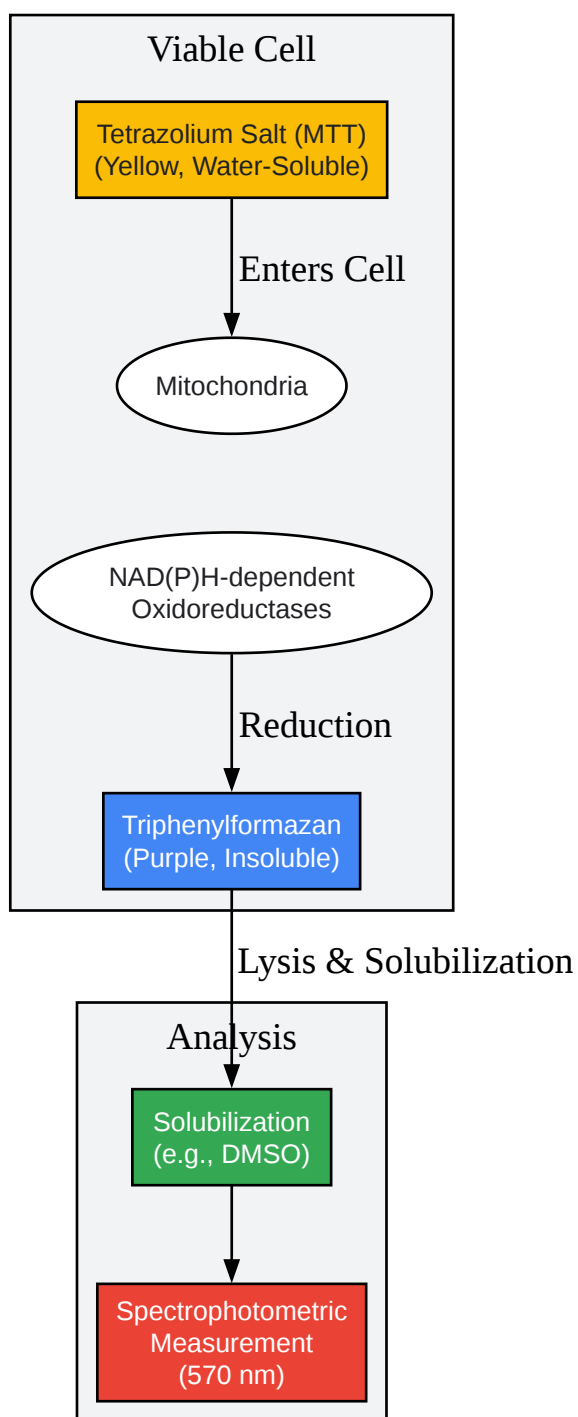 Viable Cell
Tetrazolium Salt (MTT)
(Yellow, Water-Soluble)
Enters Cell
Mitochondria
NAD(P)H-dependent
Oxidoreductases
Reduction
Triphenylformazan
(Purple, Insoluble)
Lysis & Solubilization
Analysis
Solubilization
(e.g., DMSO)
Spectrophotometric
Measurement
(570 nm)